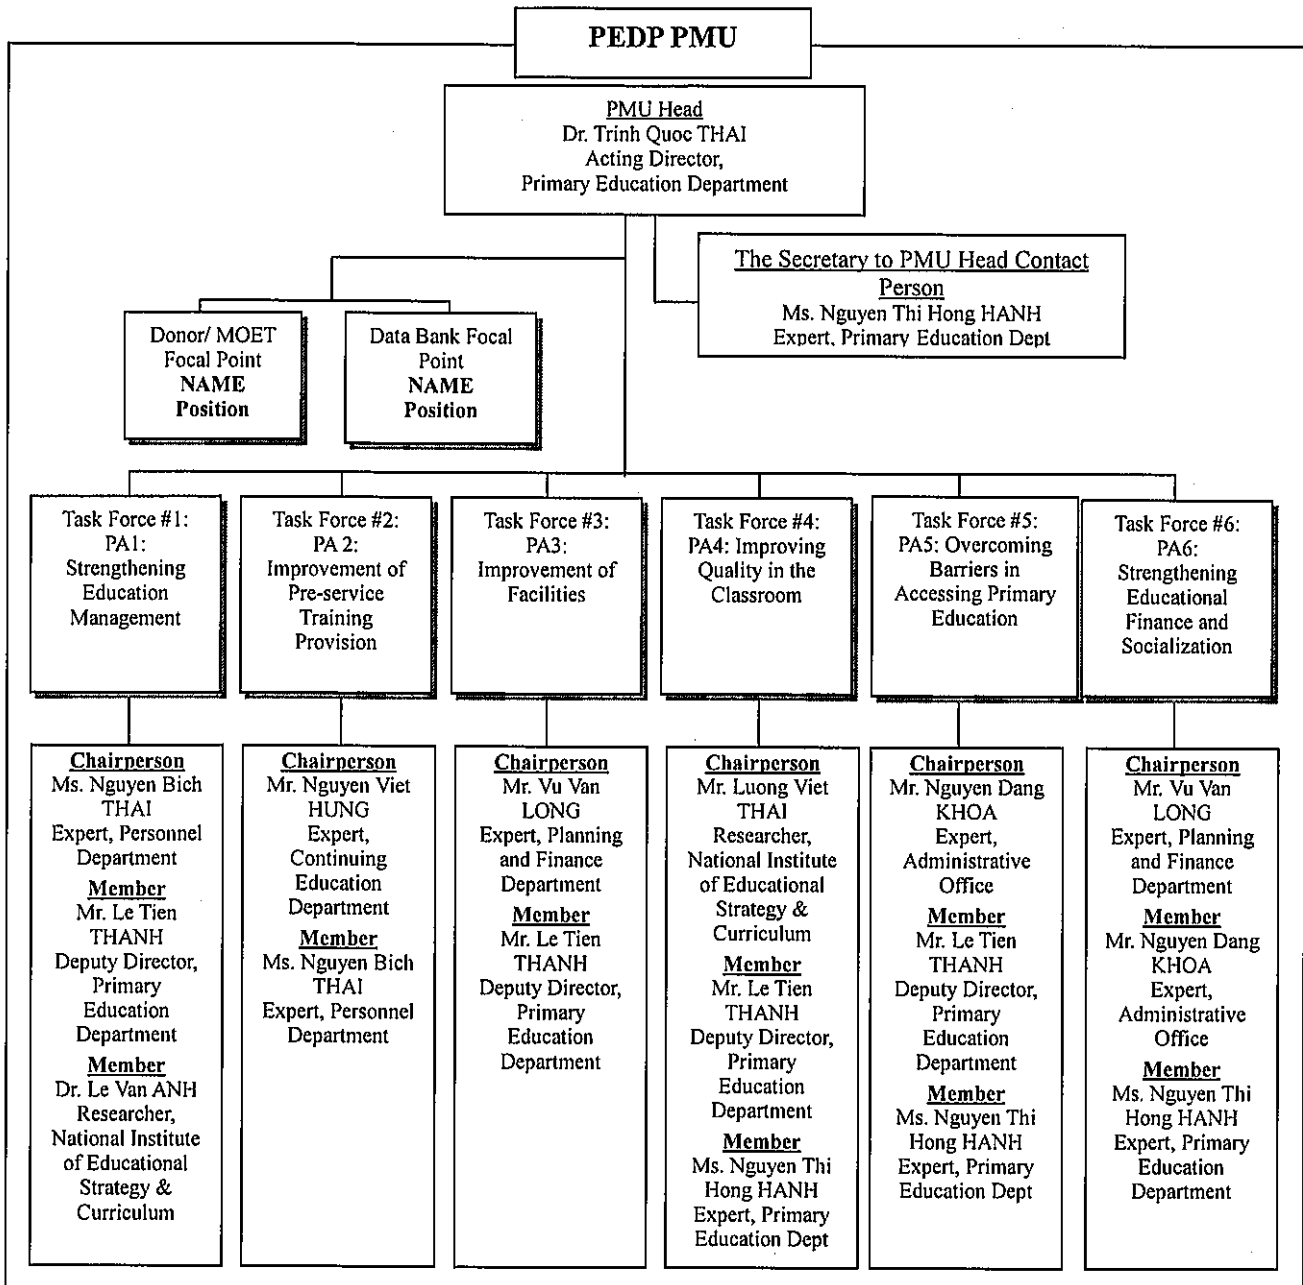 PEDP PMU
PMU Head
Dr. Trinh Quoc THAI
Acting Director,
Primary Education Department
The Secretary to PMU Head Contact
Person
Ms. Nguyen Thi Hong HANH
Expert, Primary Education Dept
Donor/ MOET
Focal Point
NAME
Position
Data Bank Focal
Point
NAME
Position
Task Force #1:
PA1:
Strengthening
Education
Management
Task Force #2:
PA 2:
Improvement of
Pre-service
Training
Provision
Task Force #3:
PA3:
Improvement of
Facilities
Task Force #4:
PA4: Improving
Quality in the
Classroom
Task Force #5:
PA5: Overcoming
Barriers in
Accessing Primary
Education
Task Force #6:
PA6:
Strengthening
Educational
Finance and
Socialization
Chairperson
Ms. Nguyen Bich
THAI
Expert, Personnel
Department
Member
Mr. Le Tien
THANH
Deputy Director,
Primary
Education
Department
Member
Dr. Le Van ANH
Researcher,
National Institute
of Educational
Strategy &
Curriculum
Chairperson
Mr. Nguyen Viet
HUNG
Expert,
Continuing
Education
Department
Member
Ms. Nguyen Bich
THAI
Expert, Personnel
Department
Chairperson
Mr. Vu Van
LONG
Expert, Planning
and Finance
Department
Member
Mr. Le Tien
THANH
Deputy Director,
Primary
Education
Department
Chairperson
Mr. Luong Viet
THAI
Researcher,
National Institute
of Educational
Strategy &
Curriculum
Member
Mr. Le Tien
THANH
Deputy Director,
Primary
Education
Department
Member
Ms. Nguyen Thi
Hong HANH
Expert, Primary
Education Dept
Chairperson
Mr. Nguyen Dang
KHOA
Expert,
Administrative
Office
Member
Mr. Le Tien
THANH
Deputy Director,
Primary
Education
Department
Member
Ms. Nguyen Thi
Hong HANH
Expert, Primary
Education Dept
Chairperson
Mr. Vu Van
LONG
Expert, Planning
and Finance
Department
Member
Mr. Nguyen Dang
KHOA
Expert,
Administrative
Office
Member
Ms. Nguyen Thi
Hong HANH
Expert, Primary
Education
Department